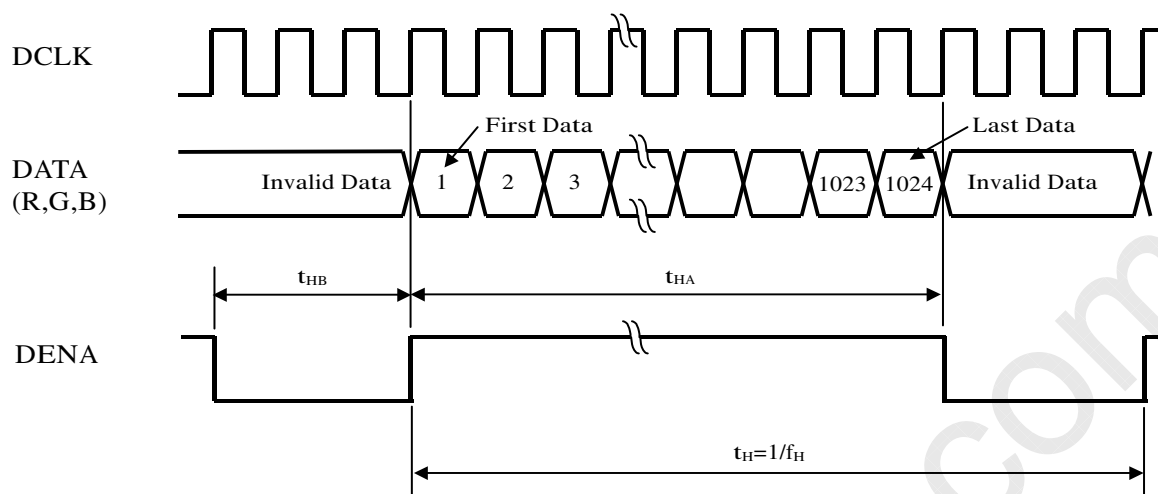 DCLK
First Data
Last Data
DATA
(R,G,B)
Invalid Data
1
2
3
1023
1024
Invalid Data
tHB
tHA
DENA
tH=1/fH
com